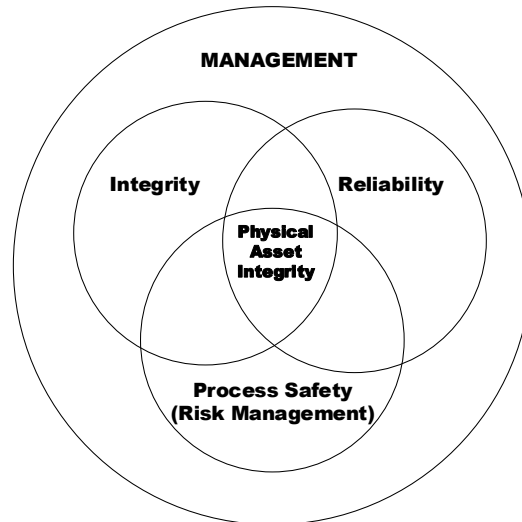 MANAGEMENT
Integrity
Reliability
Physical
Asset
Integrity
Process Safety
(Risk Management)